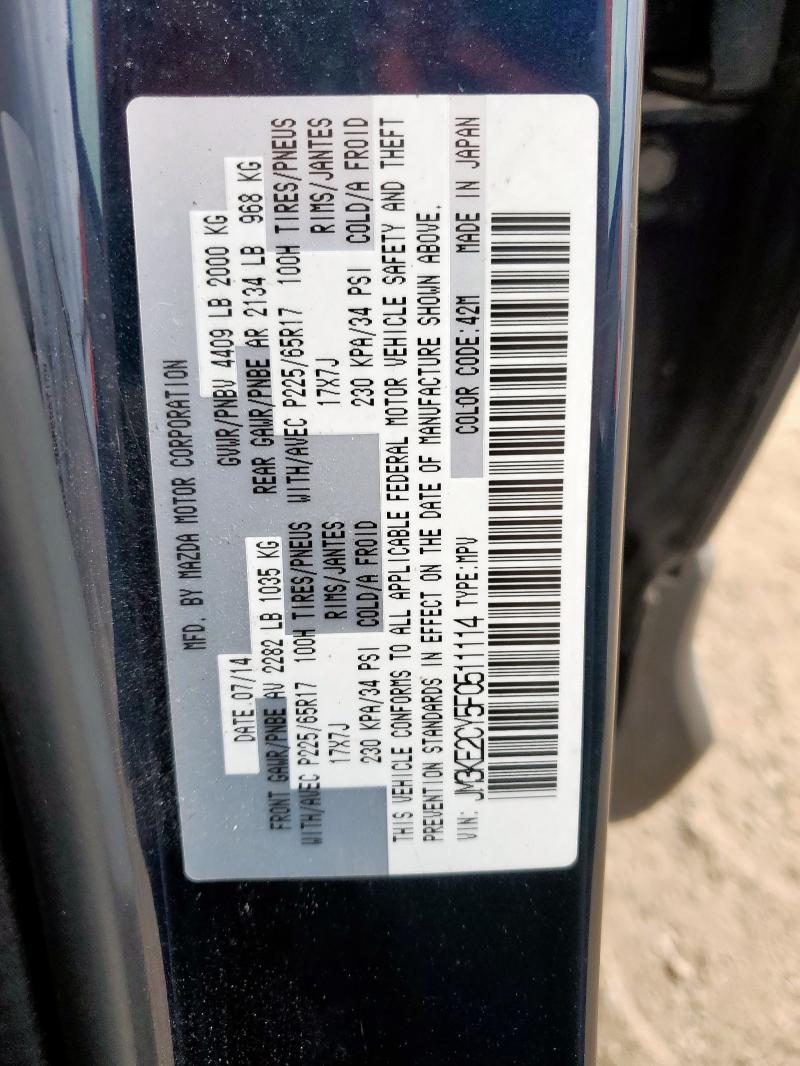 MFD. BY MAZDA MOTOR CORPORATION
DATE:07/14 GVWR/PNBV 4409 LB 2000 KG
FRONT GAWR/PNBE AV 2282 LB 1035 KG REAR GAWR/PNBE AR 2134 LB 968 KG
WITH/AVEC P225/65R17 100H TIRES/PNEUS WITH/AVEC P225/65R17 100H TIRES/PNEUS
17X7J RIMS/JANTES 17X7J RIMS/JANTES
230 KPA/34 PSI COLD/A FROID 230 KPA/34 PSI COLD/A FROID
THIS VEHICLE CONFORMS TO ALL APPLICABLE FEDERAL MOTOR VEHICLE SAFETY AND THEFT
PREVENTION STANDARDS IN EFFECT ON THE DATE OF MANUFACTURE SHOWN ABOVE.
VIN: JM3KE2CY5F0511114 TYPE:MPV COLOR CODE:42M MADE IN JAPAN